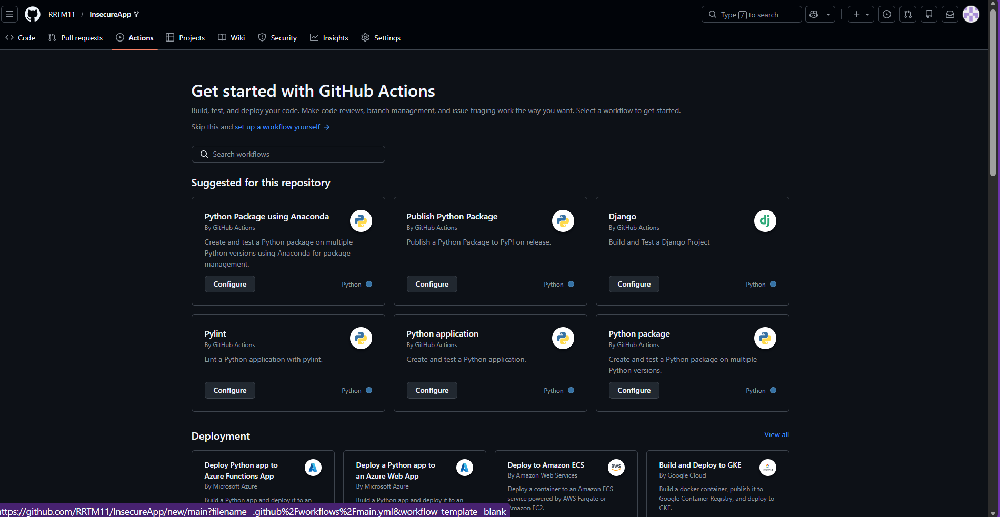 RRTM11 / InsecureApp
Type / to search
Code Pull requests Actions Projects Wiki Security Insights Settings
Get started with GitHub Actions
Build, test, and deploy your code. Make code reviews, branch management, and issue triaging work the way you want. Select a workflow to get started.
Skip this and set up a workflow yourself →
Search workflows
Suggested for this repository
Python Package using Anaconda
By GitHub Actions
Create and test a Python package on multiple
Python versions using Anaconda for package
management.
Configure
Python
Publish Python Package
By GitHub Actions
Publish a Python Package to PyPI on release.
Configure
Python
Django
By GitHub Actions
Build and Test a Django Project
dj
Configure
Python
Pylint
By GitHub Actions
Lint a Python application with pylint.
Configure
Python
Python application
By GitHub Actions
Create and test a Python application.
Configure
Python
Python package
By GitHub Actions
Create and test a Python package on multiple
Python versions.
Configure
Python
Deployment
View all
Deploy Python app to
Azure Functions App
By Microsoft Azure
Build a Python app and deploy it to an
Deploy a Python app to
an Azure Web App
By Microsoft Azure
Build a Python app and deploy it to an
Deploy to Amazon ECS
By Amazon Web Services
aws
Deploy a container to an Amazon ECS
service powered by AWS Fargate or
Amazon EC2.
Build and Deploy to GKE
By Google Cloud
Build a docker container, publish it to
Google Container Registry, and deploy to
GKE.
ttps://github.com/RRTM11/InsecureApp/new/main?filename=.github%2Fworkflows%2Fmain.yml&workflow_template=blank